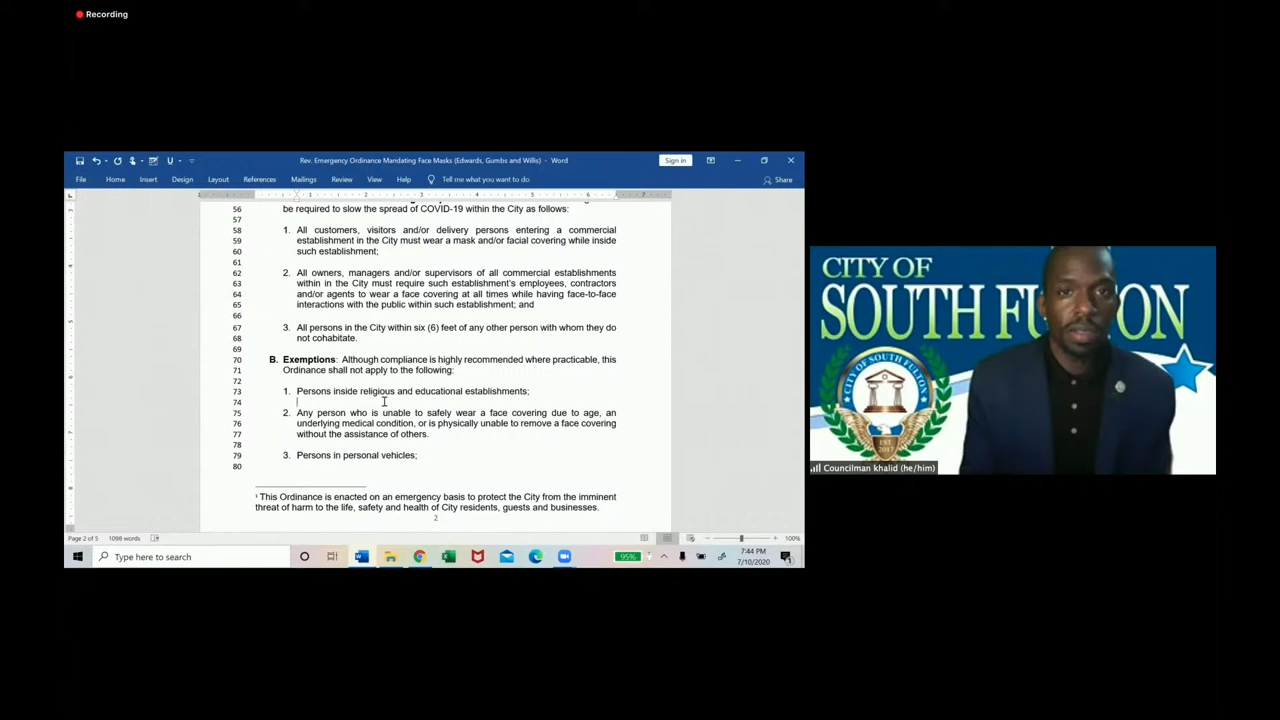 Recording
Rev. Emergency Ordinance Mandating Face Masks (Edwards, Gumbs and Willis) - Word
Sign in
File Home Insert Design Layout References Mailings Review View Help Tell me what you want to do Share
56 be required to slow the spread of COVID-19 within the City as follows:
57
58 1. All customers, visitors and/or delivery persons entering a commercial
59 establishment in the City must wear a mask and/or facial covering while inside
60 such establishment;
61
62 2. All owners, managers and/or supervisors of all commercial establishments
63 within in the City must require such establishment's employees, contractors
64 and/or agents to wear a face covering at all times while having face-to-face
65 interactions with the public within such establishment; and
66
67 3. All persons in the City within six (6) feet of any other person with whom they do
68 not cohabitate.
69
70 B. Exemptions: Although compliance is highly recommended where practicable, this
71 Ordinance shall not apply to the following:
72
73 1. Persons inside religious and educational establishments;
74
75 2. Any person who is unable to safely wear a face covering due to age, an
76 underlying medical condition, or is physically unable to remove a face covering
77 without the assistance of others.
78
79 3. Persons in personal vehicles;
80
1 This Ordinance is enacted on an emergency basis to protect the City from the imminent
threat of harm to the life, safety and health of City residents, guests and businesses.
2
Page 2 of 5 1098 words 100%
Type here to search
95%
7:44 PM
7/10/2020
CITY OF
SOUTH FULTON
CITY OF SOUTH FULTON
EST
2017
Councilman khalid (he/him)